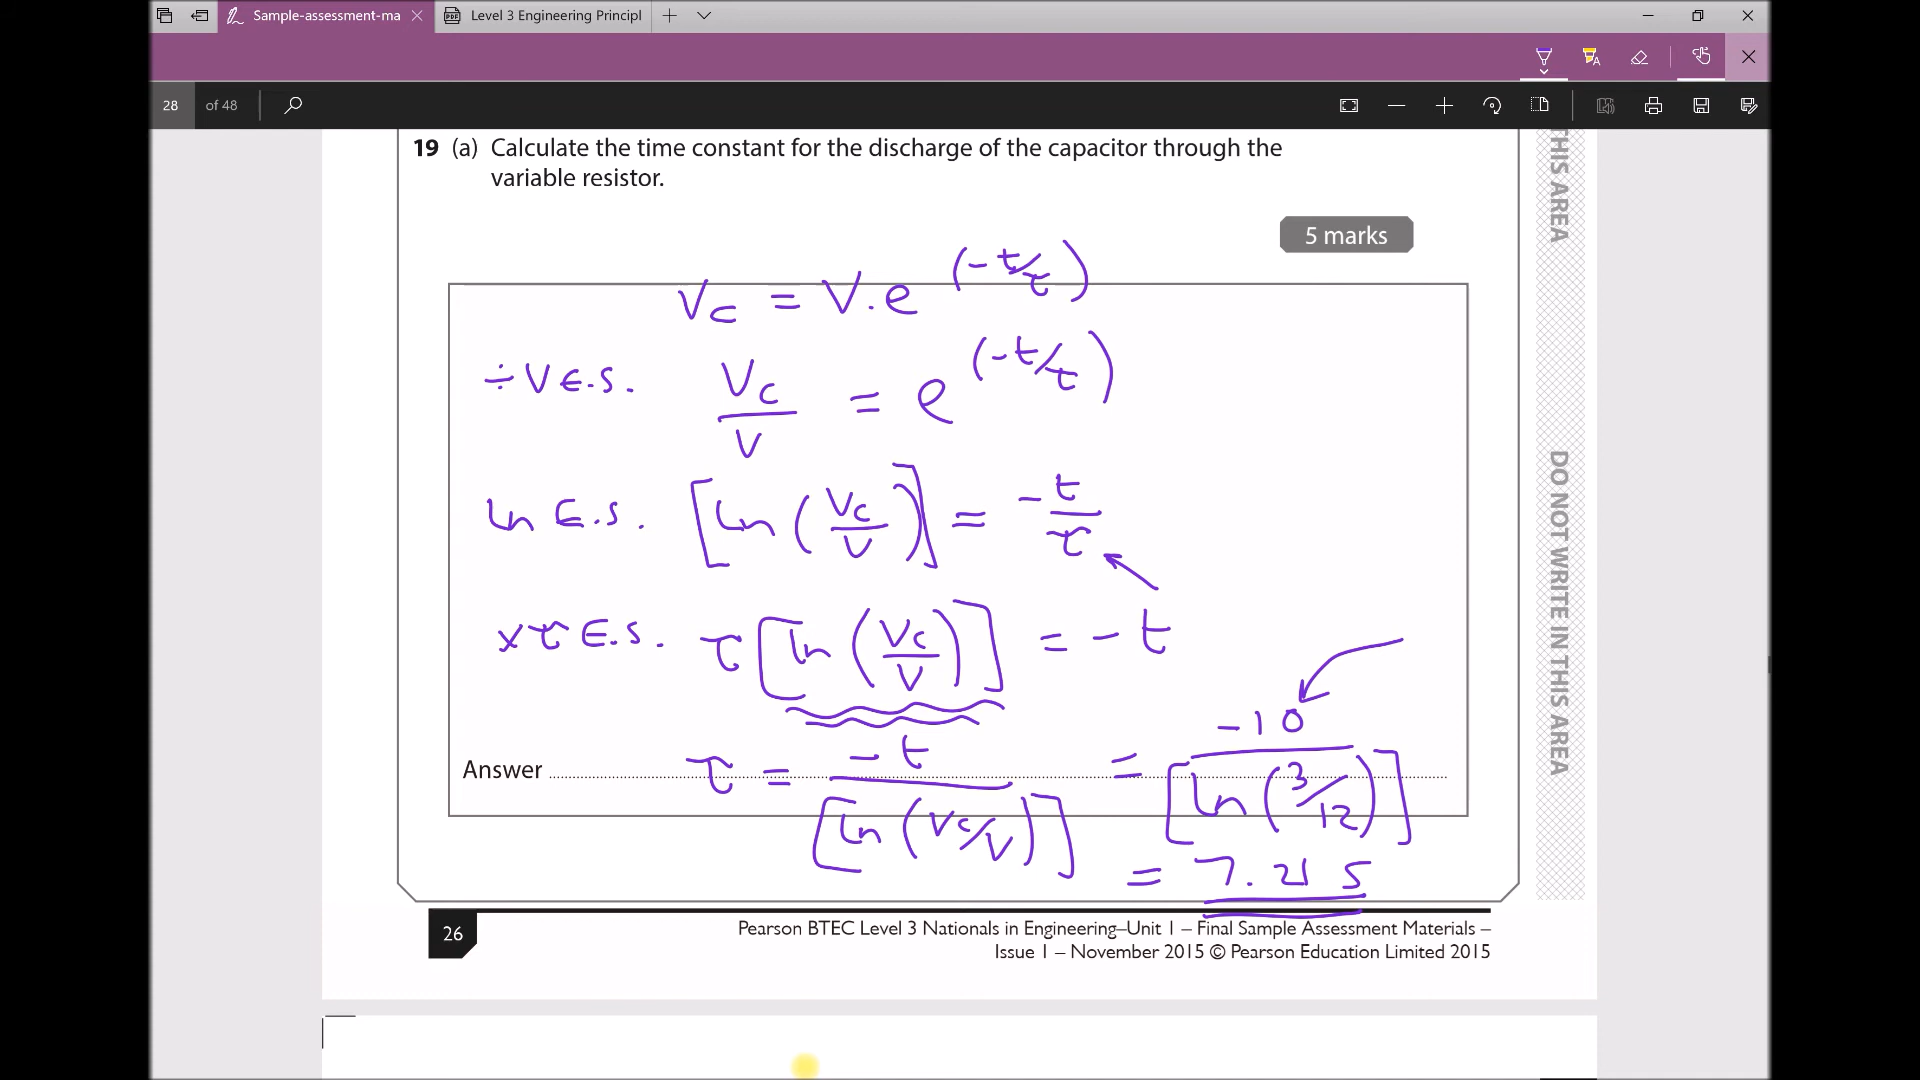 Sample-assessment-ma
Level 3 Engineering Principl
28 of 48
19 (a) Calculate the time constant for the discharge of the capacitor through the
variable resistor.
5 marks
Vc = V.e^(-t/τ)
÷V E.S. Vc/V = e^(-t/τ)
ln E.S. [ln(Vc/V)] = -t/τ
xτ E.S. τ[ln(Vc/V)] = -t
Answer τ = -t/[ln(Vc/V)] = -10/[ln(3/12)]
= 7.21 s
26
Pearson BTEC Level 3 Nationals in Engineering–Unit 1 – Final Sample Assessment Materials –
Issue 1 – November 2015 © Pearson Education Limited 2015
THIS AREA
DO NOT WRITE IN THIS AREA